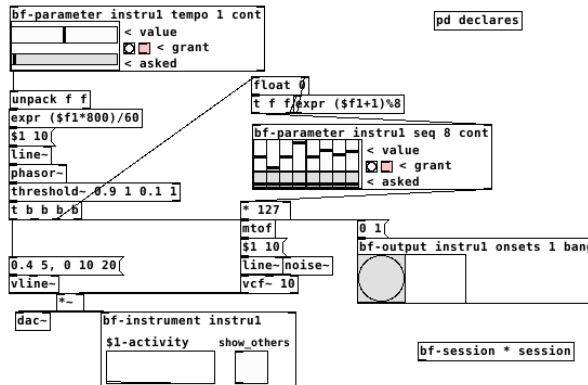 bf-parameter instru1 tempo 1 cont
< value
< grant
< asked
pd declares
float 0
t f f
expr ($f1+1)%8
unpack f f
expr ($f1*800)/60
$1 10
line~
phasor~
threshold~ 0.9 1 0.1 1
t b b b b
bf-parameter instru1 seq 8 cont
< value
< grant
< asked
* 127
mtof
$1 10
line~
noise~
vcf~ 10
0 1
bf-output instru1 onsets 1 bang
0.4 5, 0 10 20
vline~
*~
dac~
bf-instrument instru1
$1-activity
show_others
bf-session * session